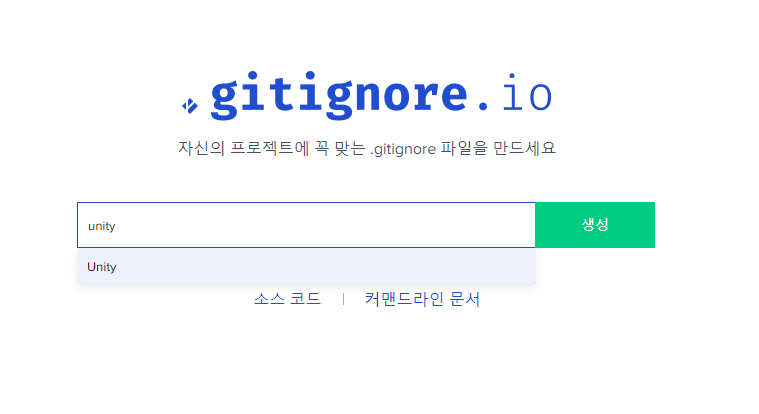 .gitignore.io
자신의 프로젝트에 꼭 맞는 .gitignore 파일을 만드세요
unity 생성
Unity
소스 코드 | 커맨드라인 문서